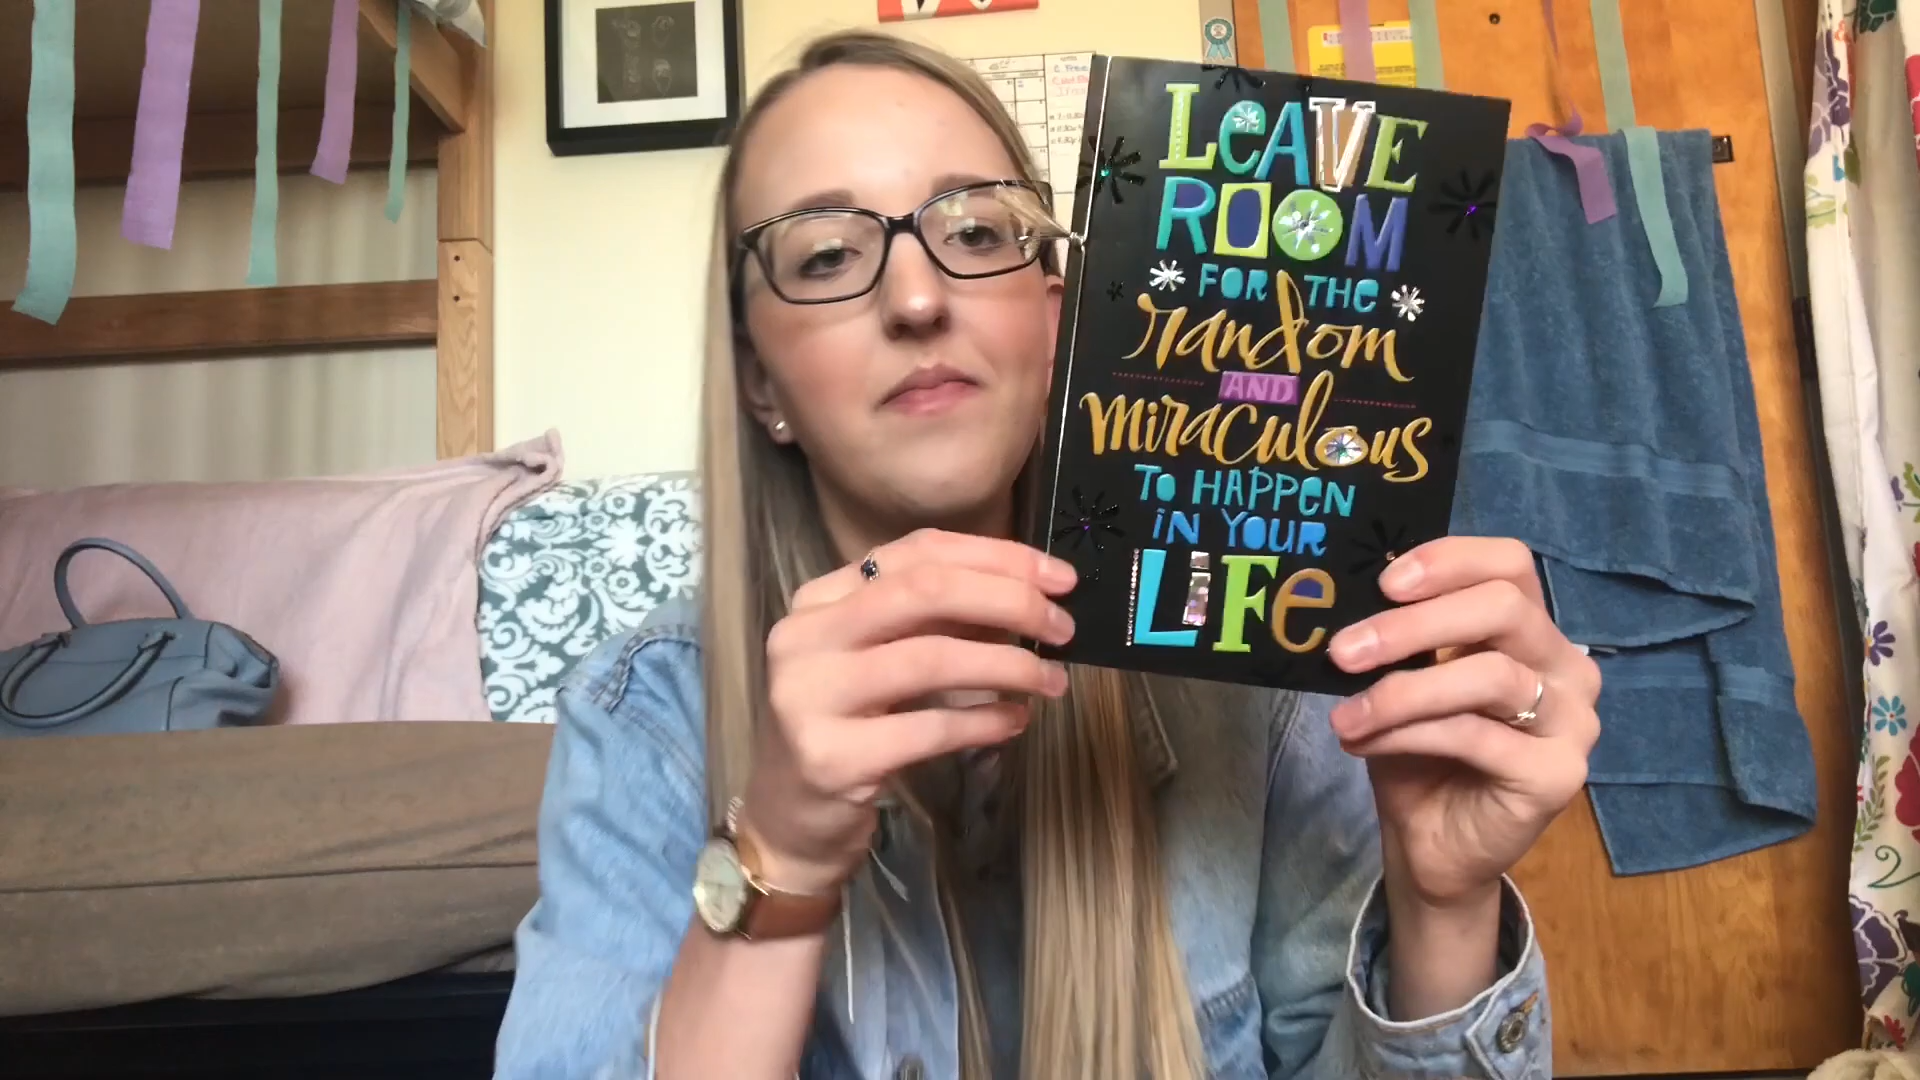 LEAVE
ROOM
FOR THE
random
AND
miraculous
TO HAPPEN
iN YOUR
LiFe